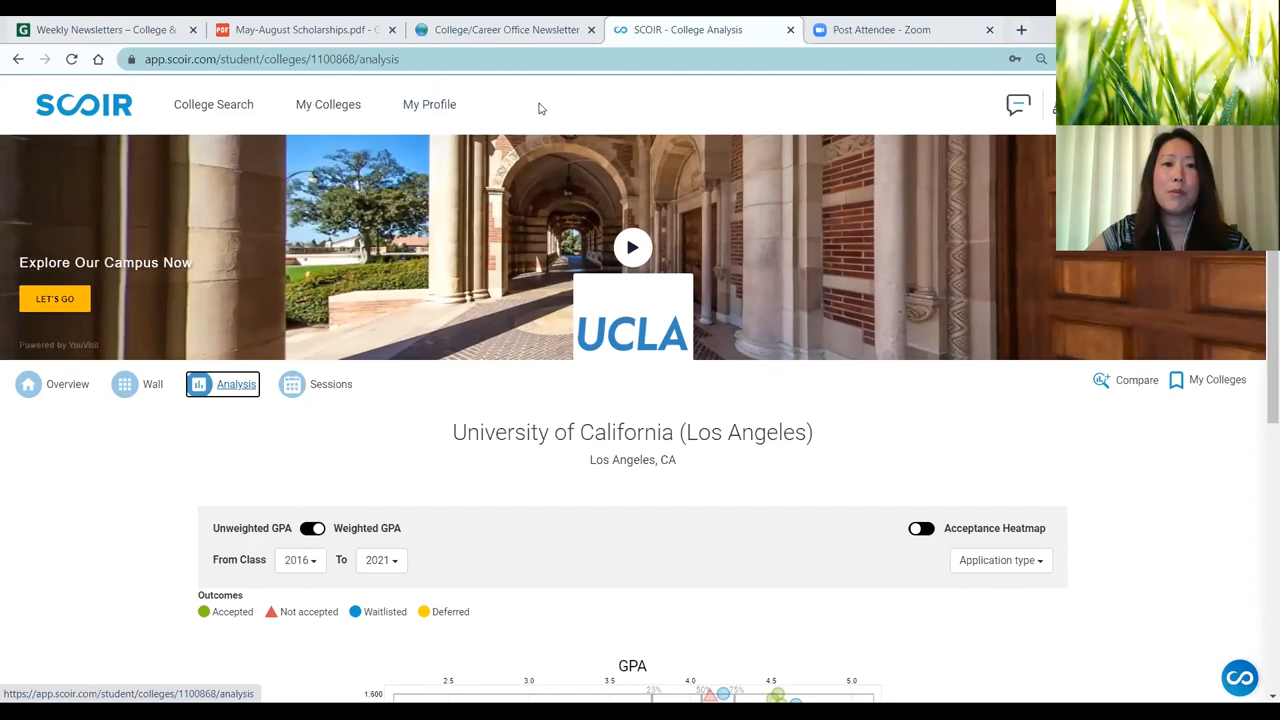 Weekly Newsletter – College &
May-August Scholarships.pdf - G
College/Career Office Newsletter
SCOIR - College Analysis
Post Attendee - Zoom
app.scoir.com/student/colleges/1100868/analysis
SCOIR
College Search
My Colleges
My Profile
Explore Our Campus Now
LET'S GO
Powered by YouVisit
UCLA
Overview
Wall
Analysis
Sessions
Compare
My Colleges
University of California (Los Angeles)
Los Angeles, CA
Unweighted GPA
Weighted GPA
Acceptance Heatmap
From Class
2016
To
2021
Application type
Outcomes
Accepted
Not accepted
Waitlisted
Deferred
GPA
2.5 3.0 3.5 4.0 4.5 5.0
25% 50% 75%
1.600
https://app.scoir.com/student/colleges/1100868/analysis